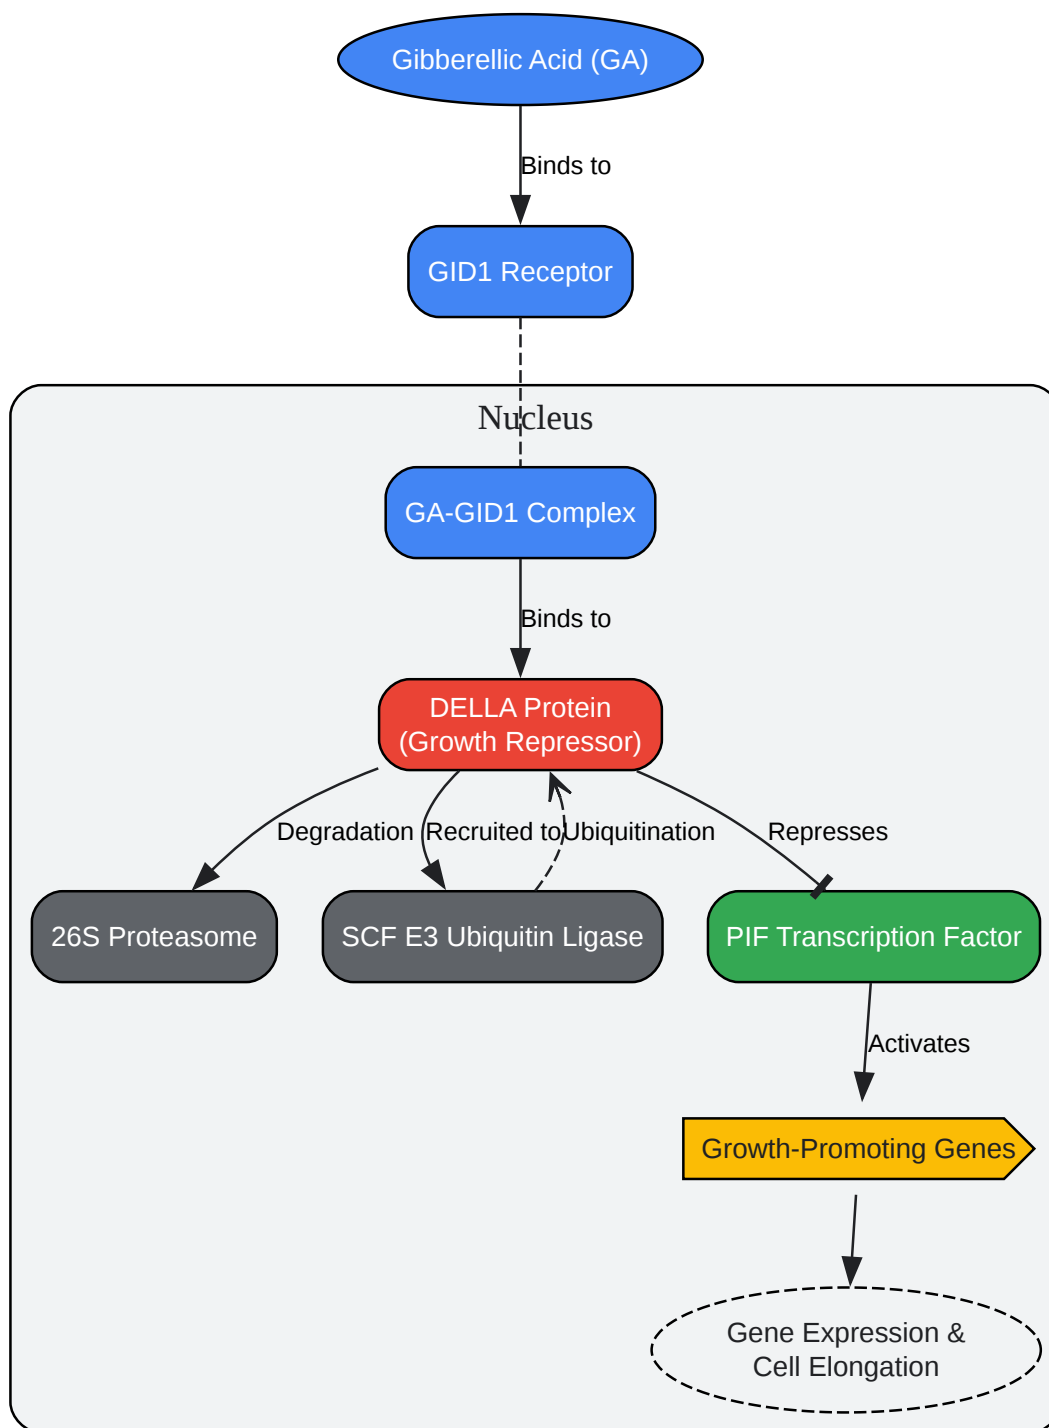 Gibberellic Acid (GA)
Binds to
GID1 Receptor
Nucleus
GA-GID1 Complex
Binds to
DELLA Protein
(Growth Repressor)
Degradation
Recruited to
Ubiquitination
Represses
26S Proteasome
SCF E3 Ubiquitin Ligase
PIF Transcription Factor
Activates
Growth-Promoting Genes
Gene Expression &
Cell Elongation